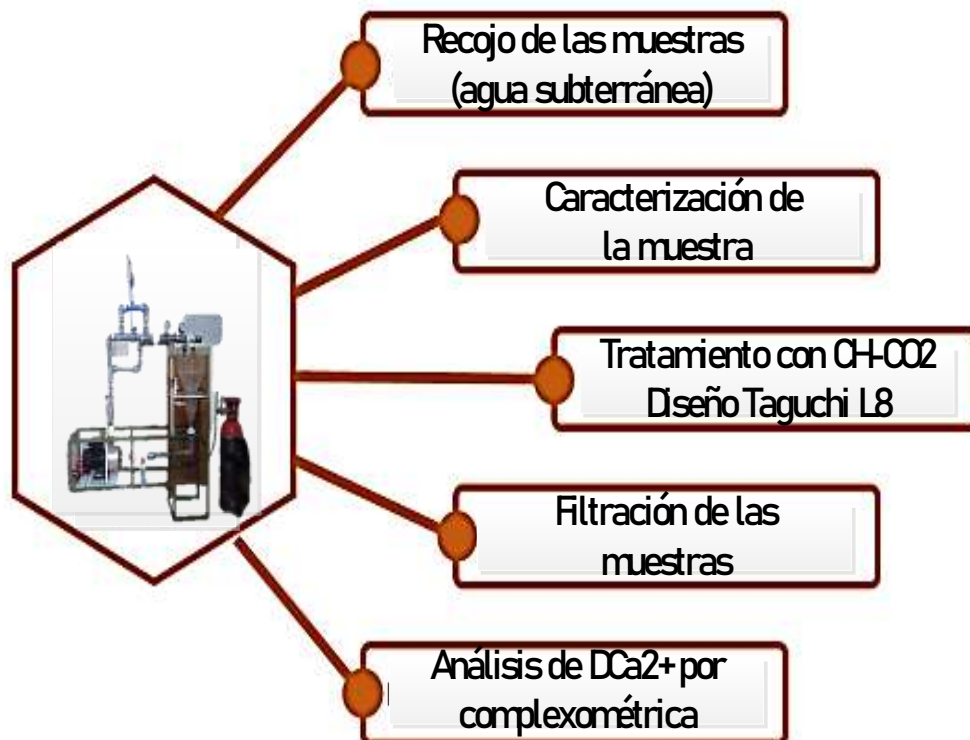 Recojo de las muestras
(agua subterránea)
Caracterización de
la muestra
Tratamiento con CH-CO2
Diseño Taguchi L8
Filtración de las
muestras
Análisis de DCa2+ por
complexométrica